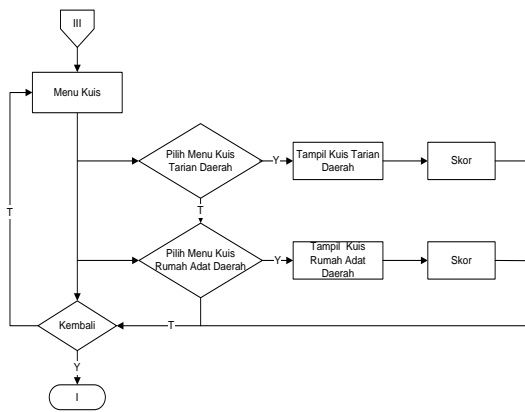 III
Menu Kuis
Pilih Menu Kuis
Tarian Daerah
Y
Tampil Kuis Tarian
Daerah
Skor
T
T
Pilih Menu Kuis
Rumah Adat Daerah
Y
Tampil Kuis
Rumah Adat
Daerah
Skor
Kembali
T
Y
I